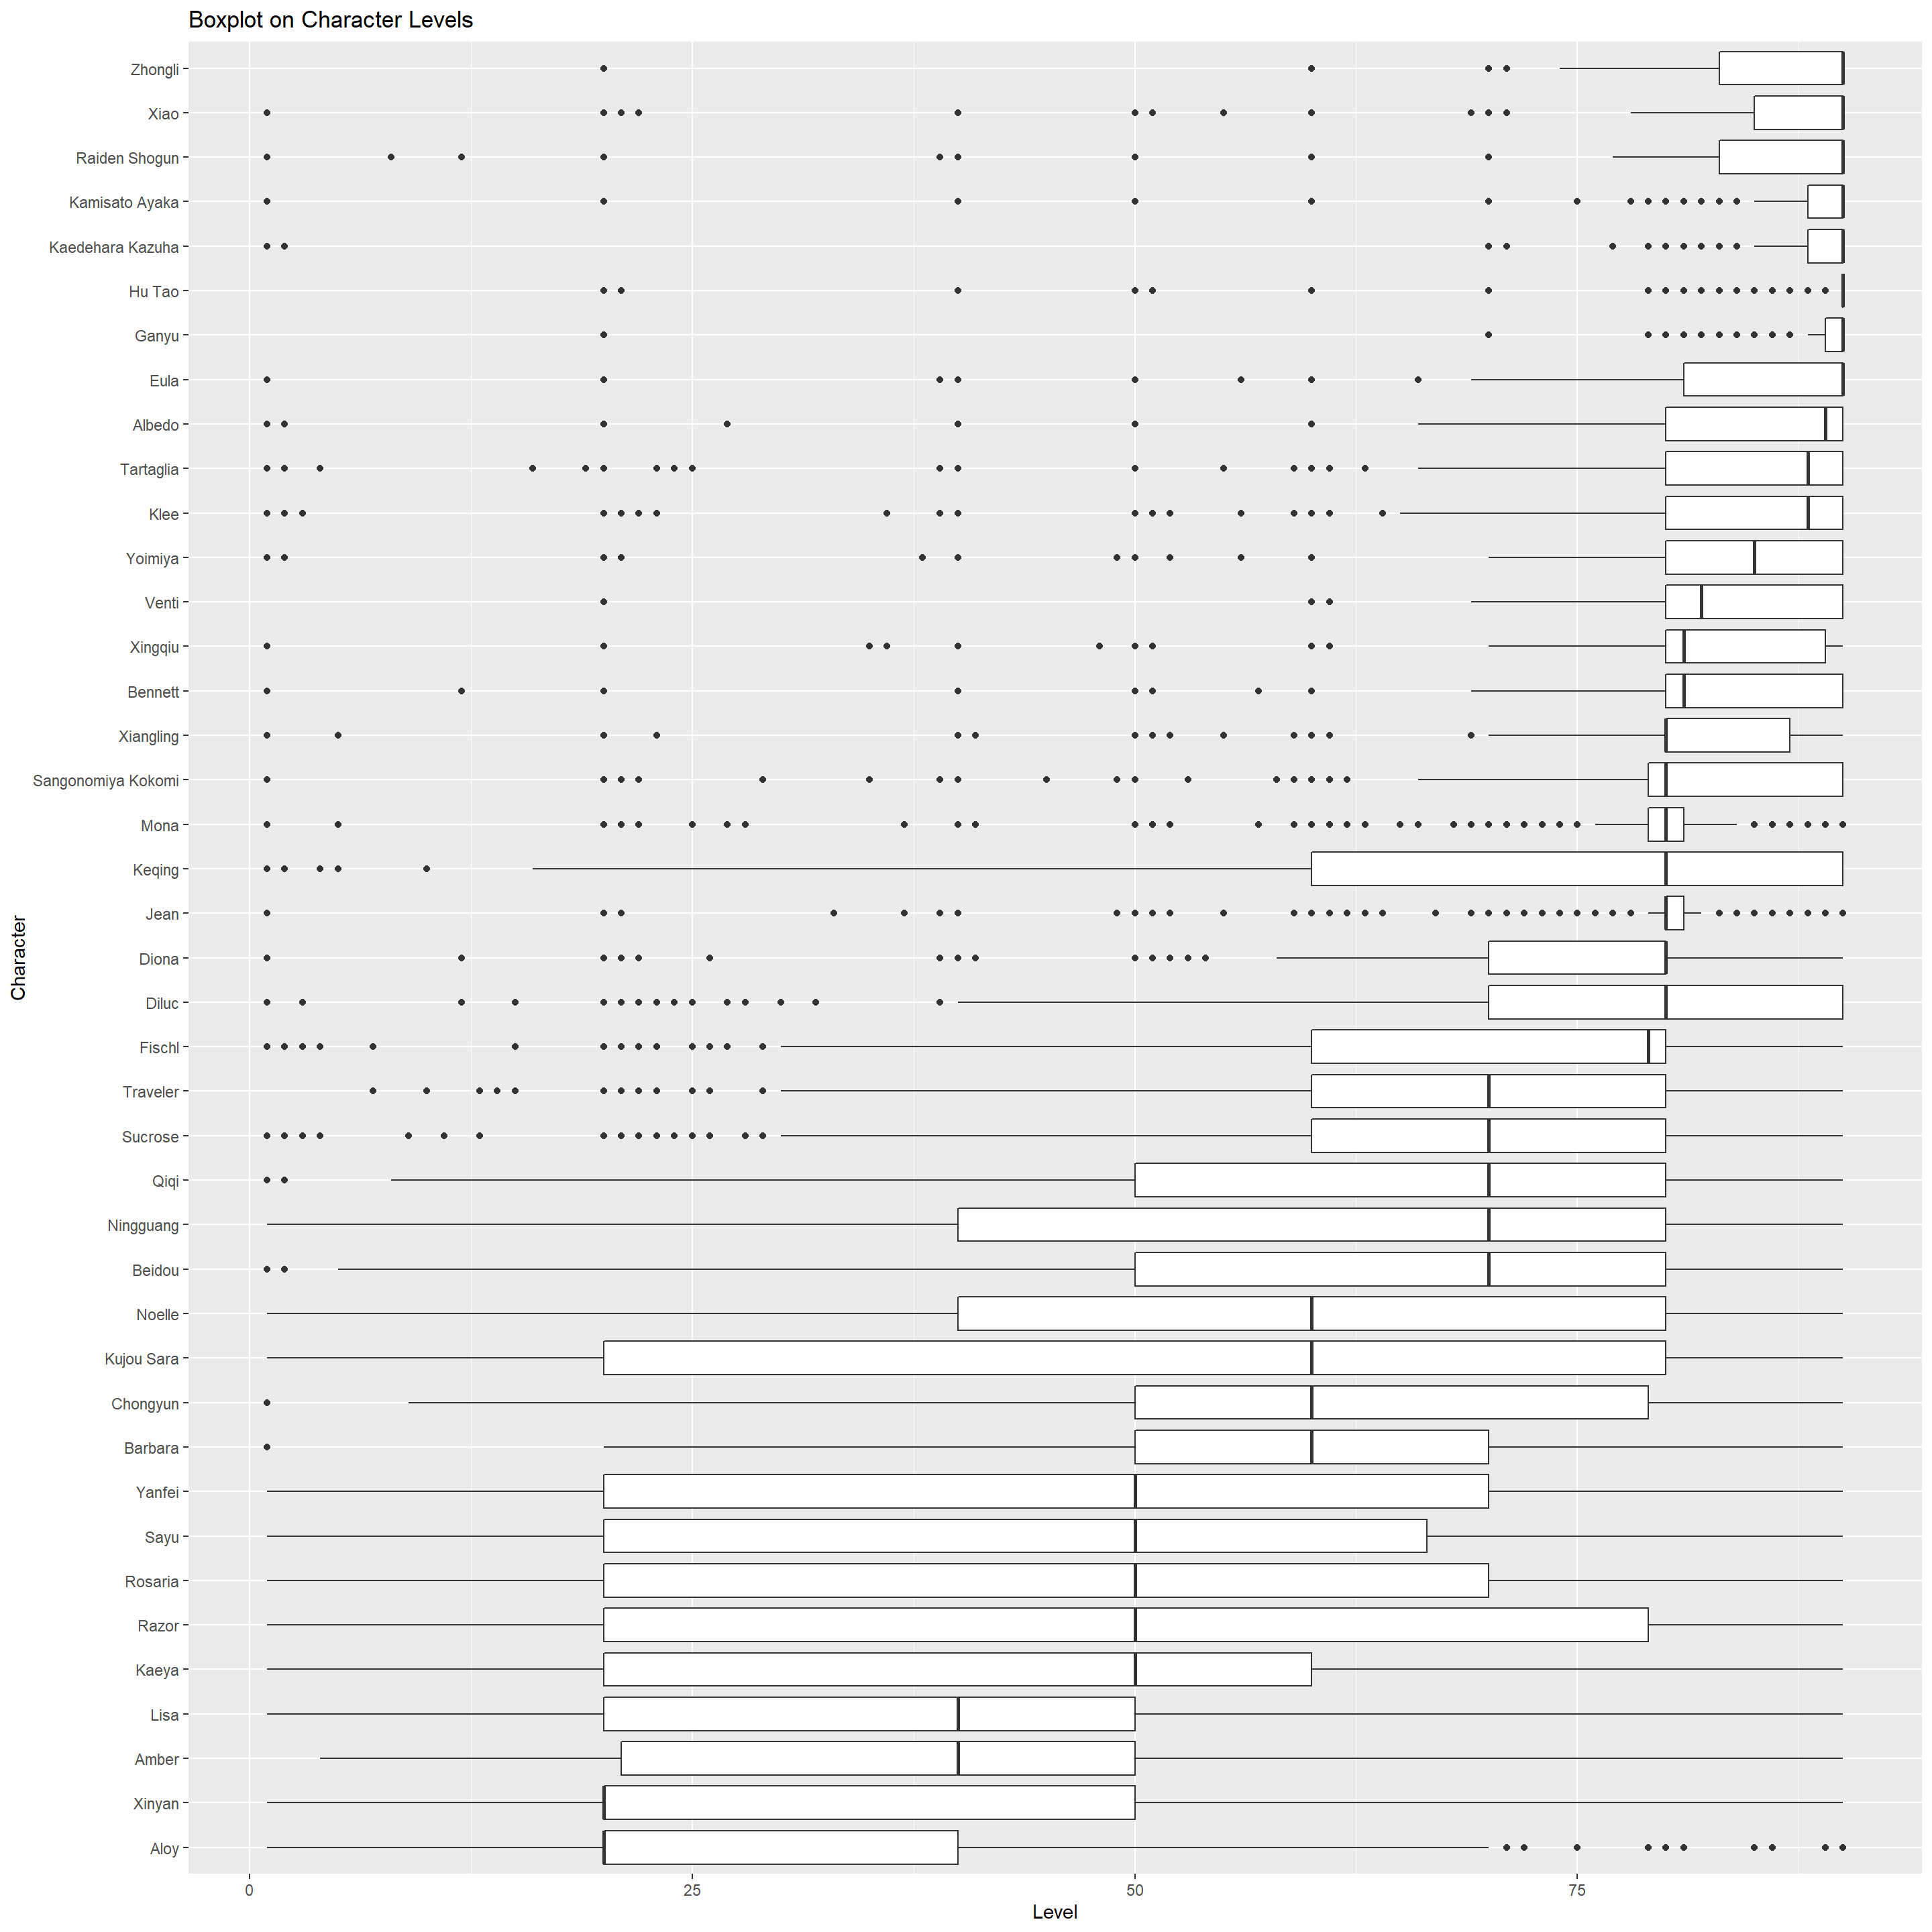 Boxplot on Character Levels
Character
Zhongli
Xiao
Raiden Shogun
Kamisato Ayaka
Kaedehara Kazuha
Hu Tao
Ganyu
Eula
Albedo
Tartaglia
Klee
Yoimiya
Venti
Xingqiu
Bennett
Xiangling
Sangonomiya Kokomi
Mona
Keqing
Jean
Diona
Diluc
Fischl
Traveler
Sucrose
Qiqi
Ningguang
Beidou
Noelle
Kujou Sara
Chongyun
Barbara
Yanfei
Sayu
Rosaria
Razor
Kaeya
Lisa
Amber
Xinyan
Aloy
0 25 50 75
Level